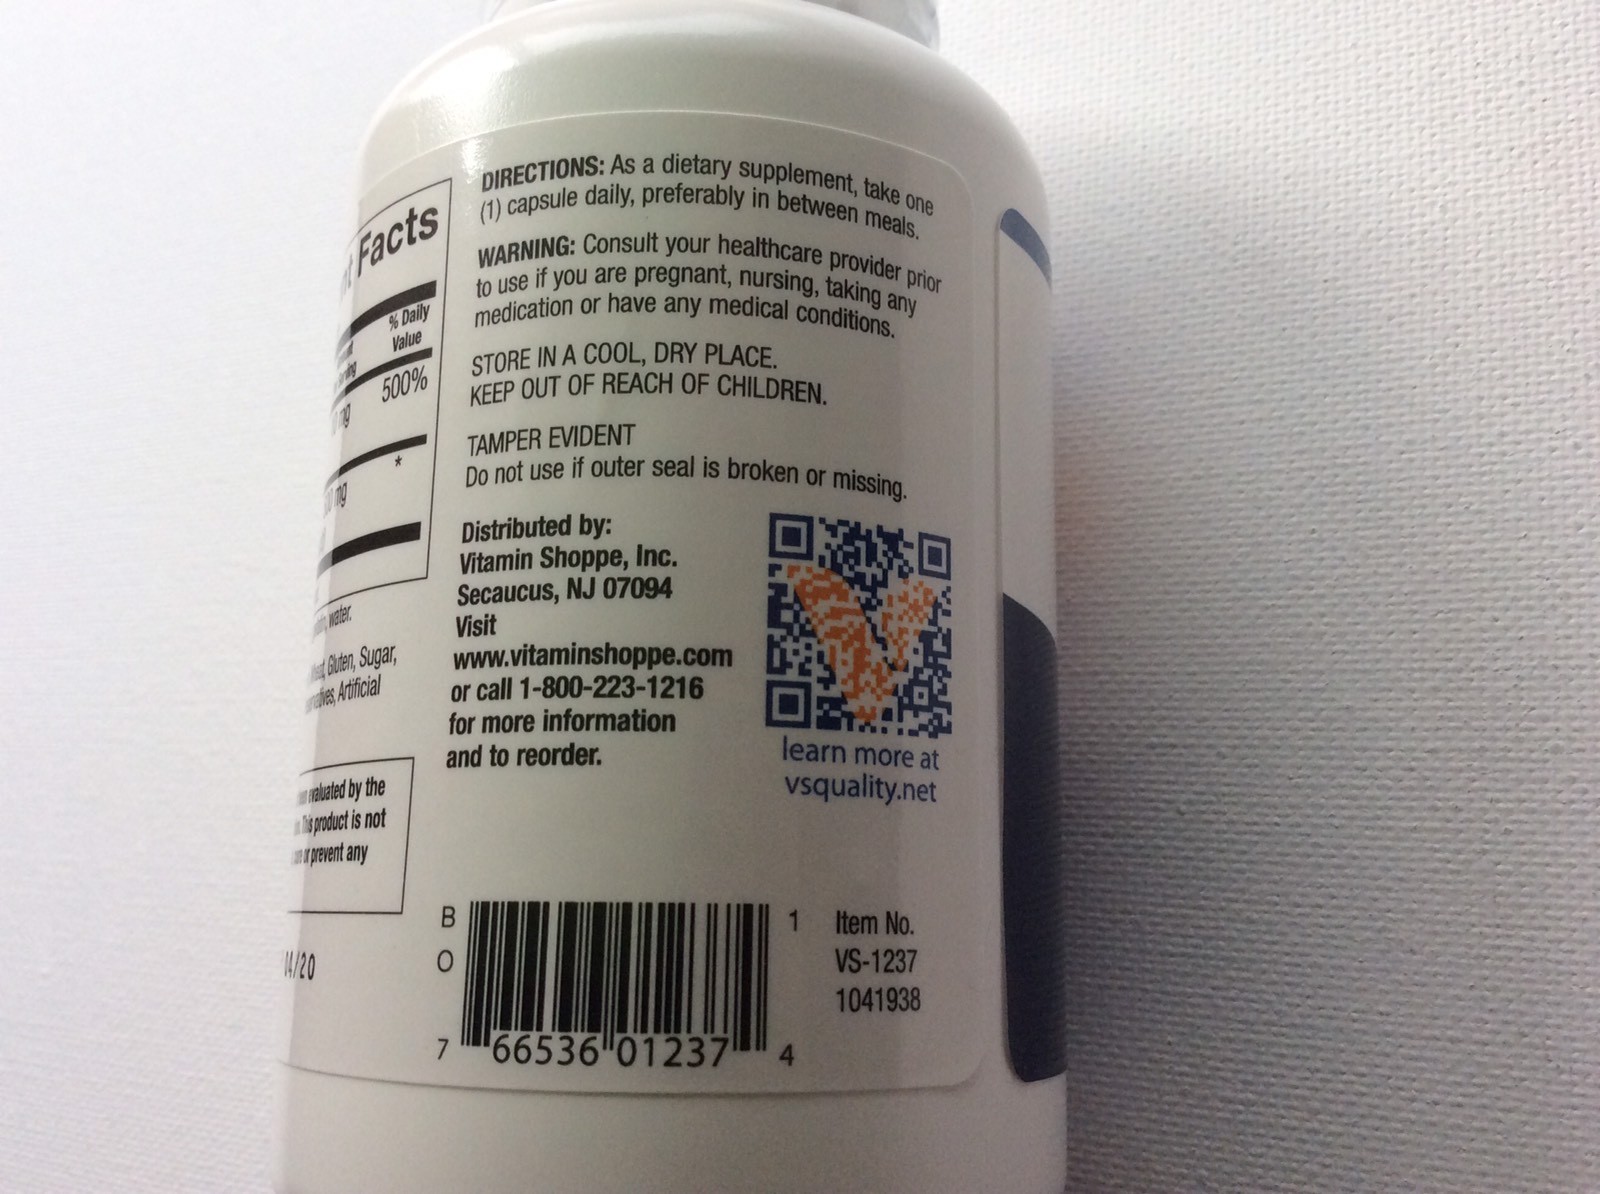 Facts
% Daily
Value
500%
mg
*
mg
water.
Gluten, Sugar,
Artificial
evaluated by the
This product is not
or prevent any
04/20
DIRECTIONS: As a dietary supplement, take one
(1) capsule daily, preferably in between meals.
WARNING: Consult your healthcare provider prior
to use if you are pregnant, nursing, taking any
medication or have any medical conditions.
STORE IN A COOL, DRY PLACE.
KEEP OUT OF REACH OF CHILDREN.
TAMPER EVIDENT
Do not use if outer seal is broken or missing.
Distributed by:
Vitamin Shoppe, Inc.
Secaucus, NJ 07094
Visit
www.vitaminshoppe.com
or call 1-800-223-1216
for more information
and to reorder.
learn more at
vsquality.net
B 1
O
7 66536 01237 4
Item No.
VS-1237
1041938